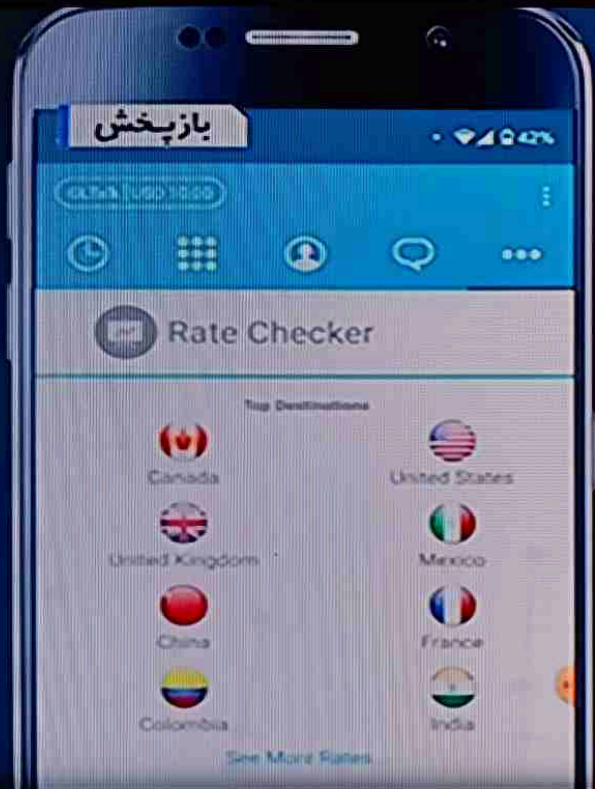 بازپخش
42%
Rate Checker
Top Destinations
Canada
United States
United Kingdom
Mexico
China
France
Colombia
India
See More Rates